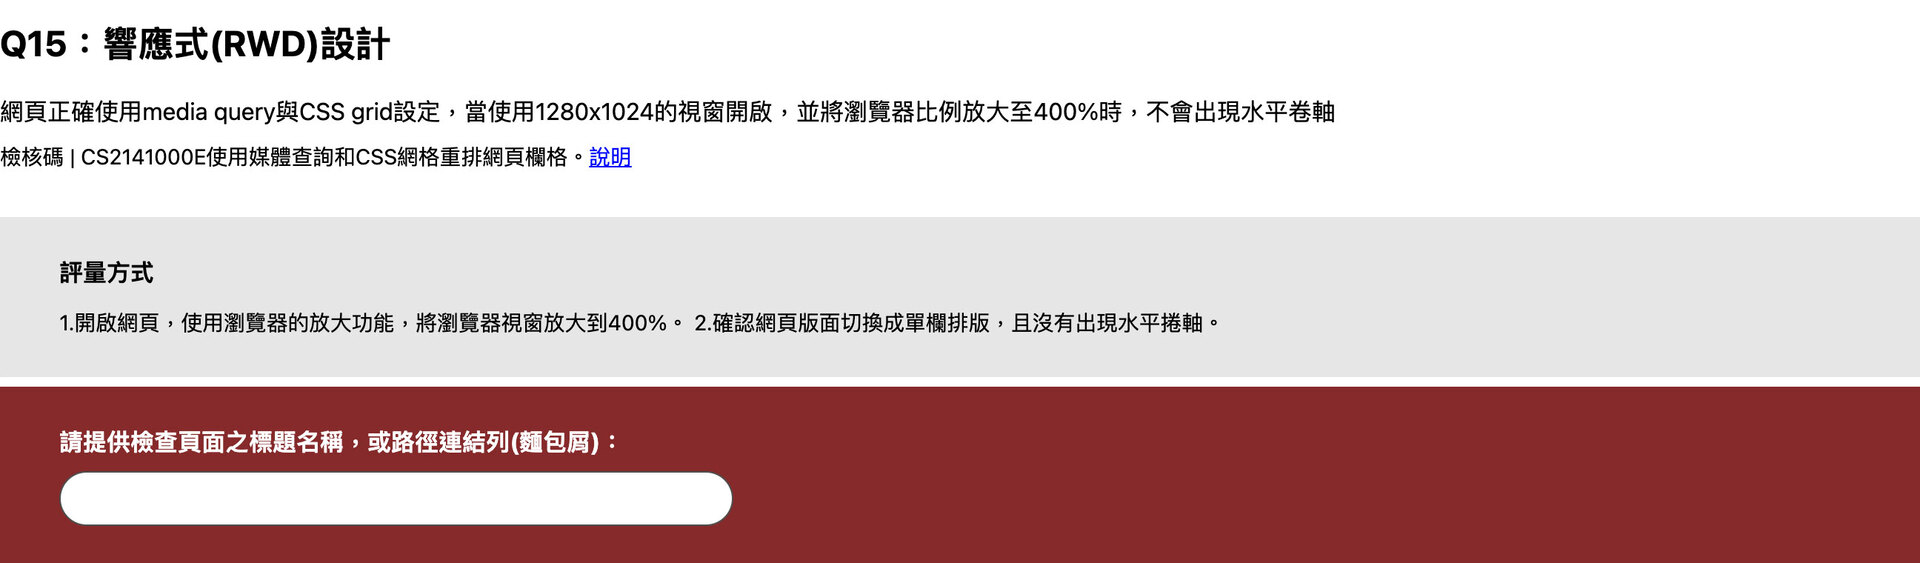 Q15：響應式(RWD)設計
網頁正確使用media query與CSS grid設定，當使用1280x1024的視窗開啟，並將瀏覽器比例放大至400%時，不會出現水平卷軸
檢核碼 | CS2141000E使用媒體查詢和CSS網格重排網頁欄格。說明
評量方式
1.開啟網頁，使用瀏覽器的放大功能，將瀏覽器視窗放大到400%。 2.確認網頁版面切換成單欄排版，且沒有出現水平捲軸。
請提供檢查頁面之標題名稱，或路徑連結列(麵包屑)：